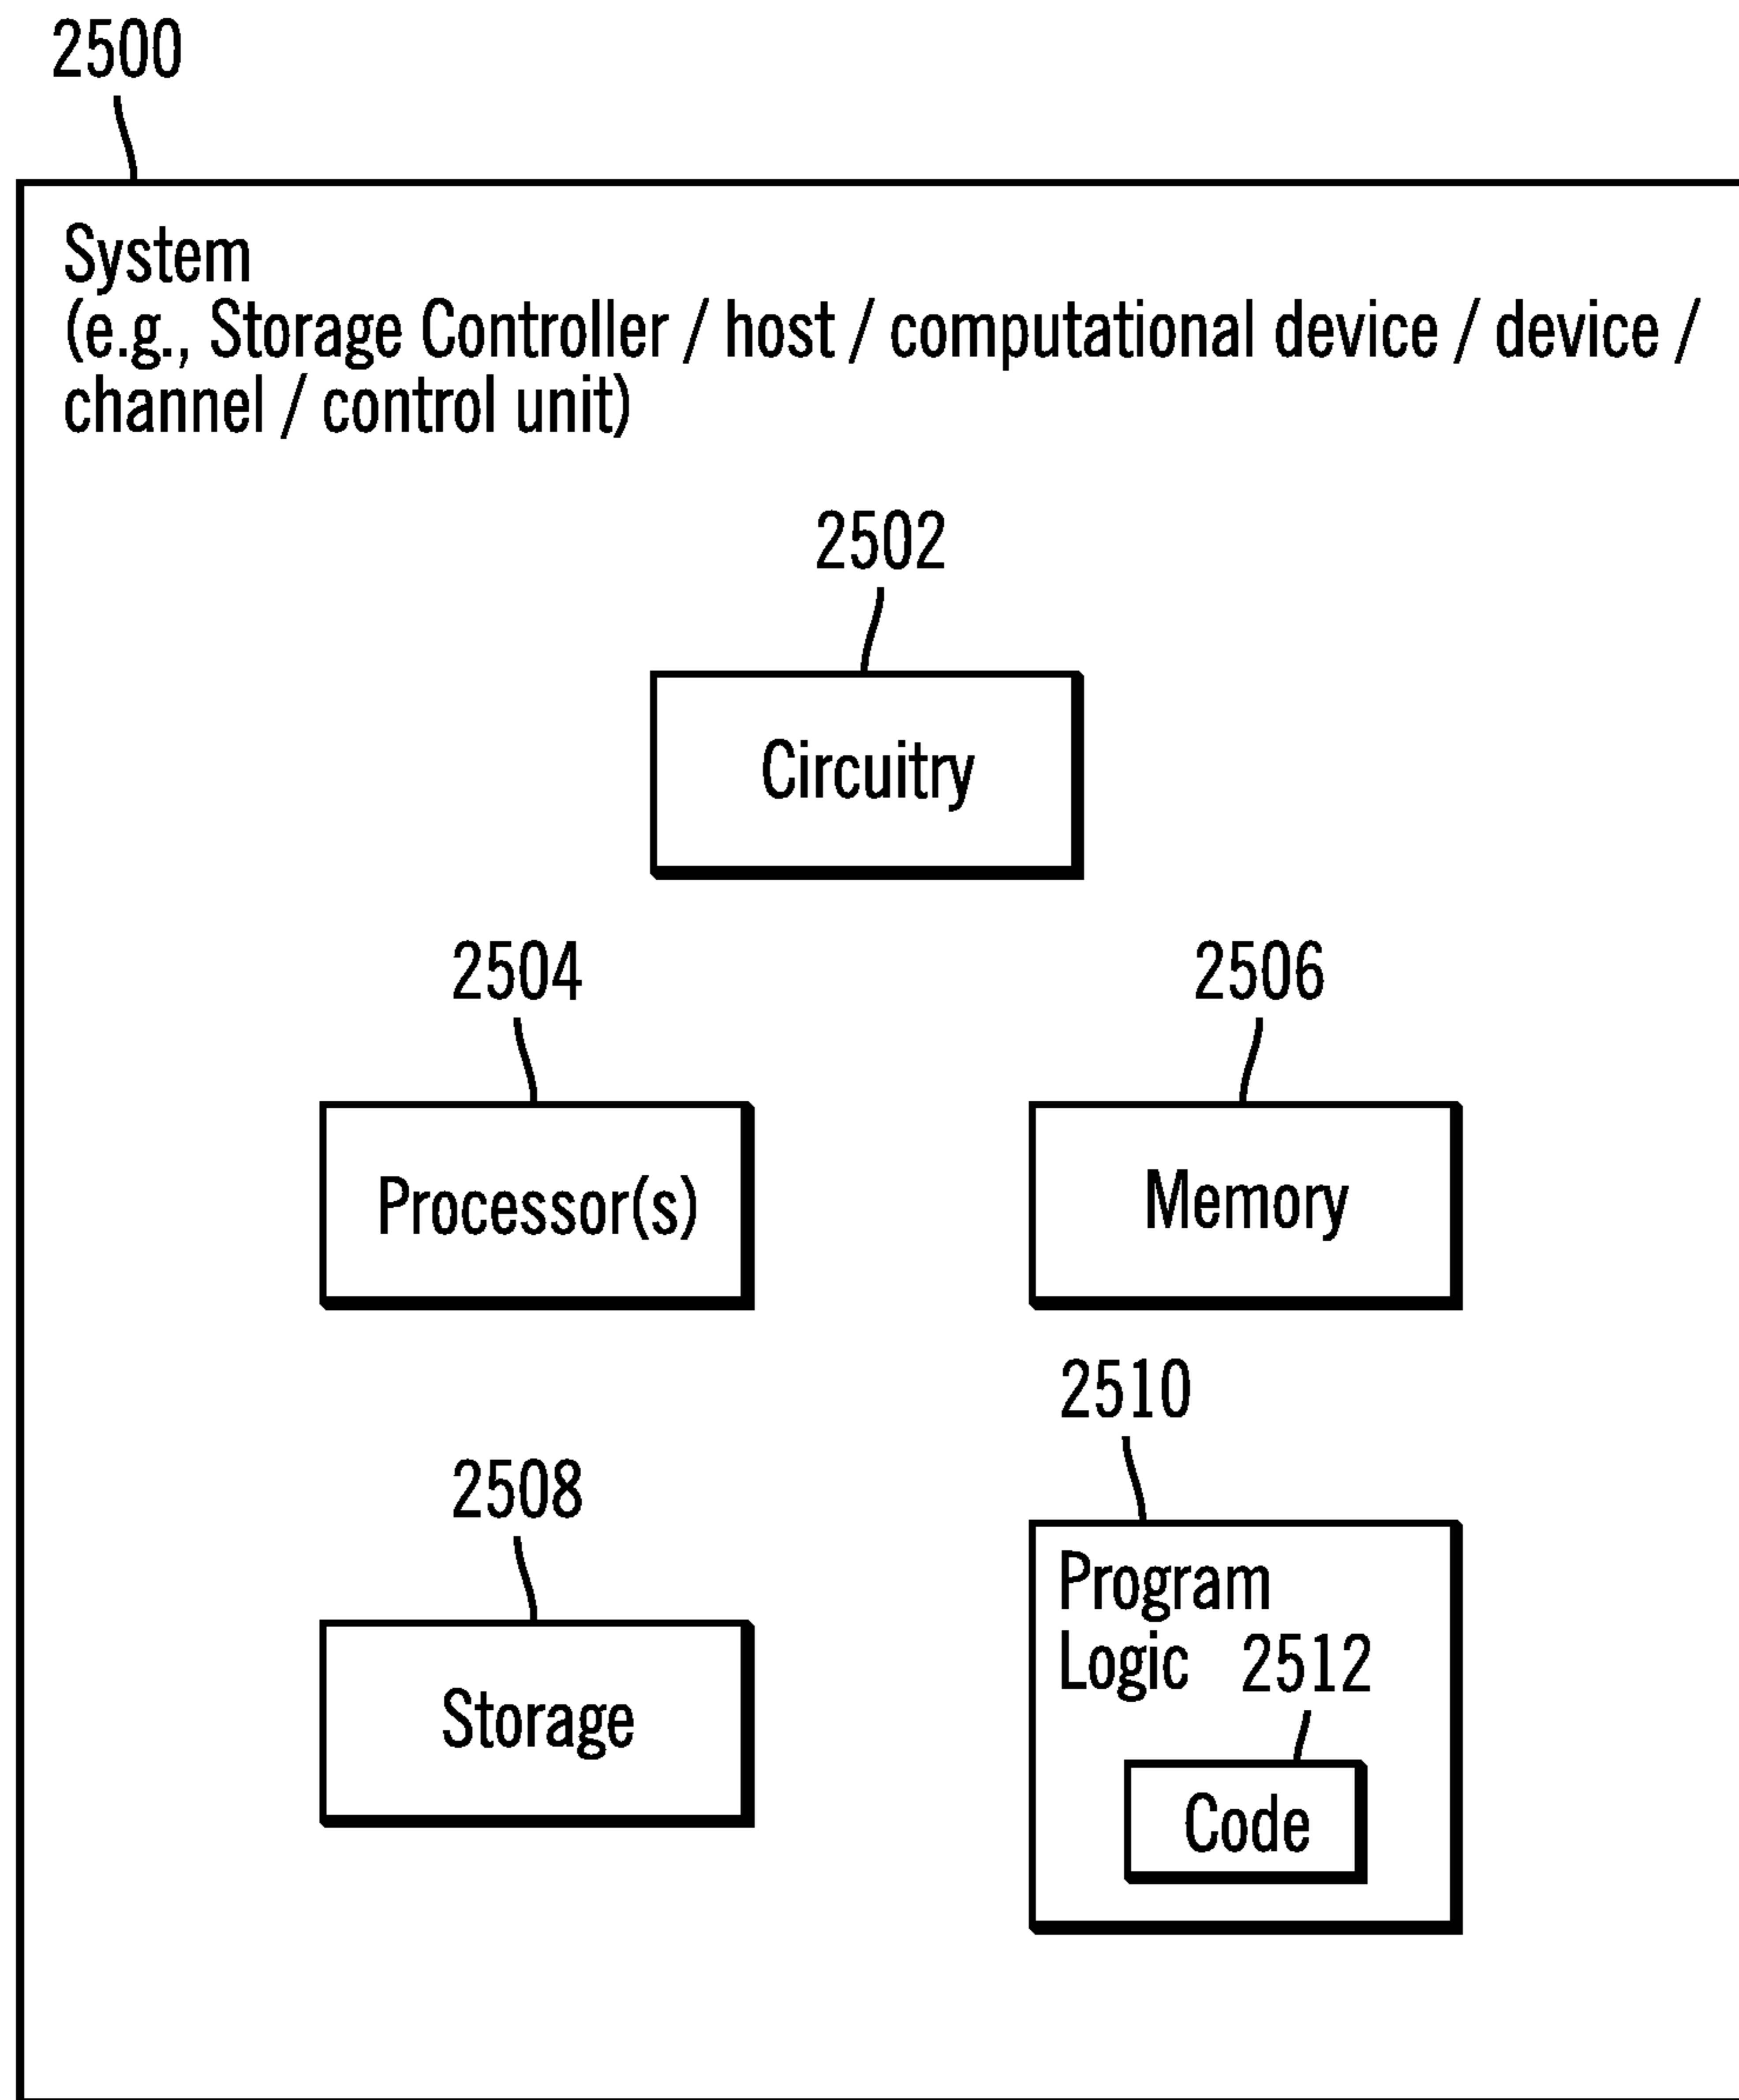 2500
System
(e.g., Storage Controller / host / computational device / device /
channel / control unit)
2502
Circuitry
2504
2506
Processor(s)
Memory
2510
2508
Program
Logic 2512
Storage
Code